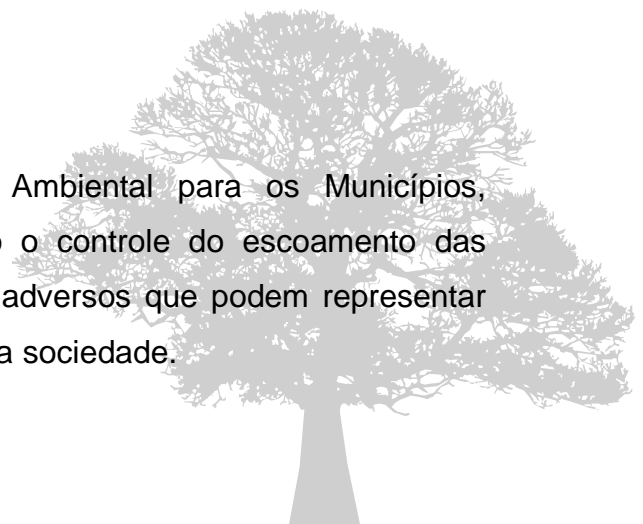 Ambiental para os Municípios,
o controle do escoamento das
adversos que podem representar
a sociedade.